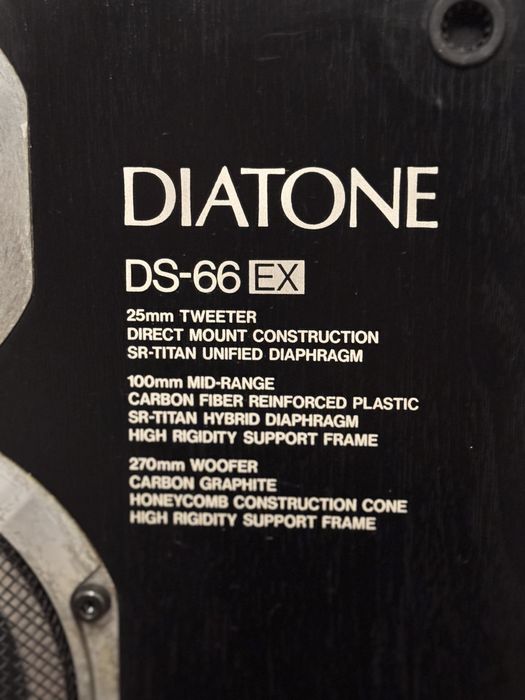 DIATONE
DS-66 EX
25mm TWEETER
DIRECT MOUNT CONSTRUCTION
SR-TITAN UNIFIED DIAPHRAGM
100mm MID-RANGE
CARBON FIBER REINFORCED PLASTIC
SR-TITAN HYBRID DIAPHRAGM
HIGH RIGIDITY SUPPORT FRAME
270mm WOOFER
CARBON GRAPHITE
HONEYCOMB CONSTRUCTION CONE
HIGH RIGIDITY SUPPORT FRAME